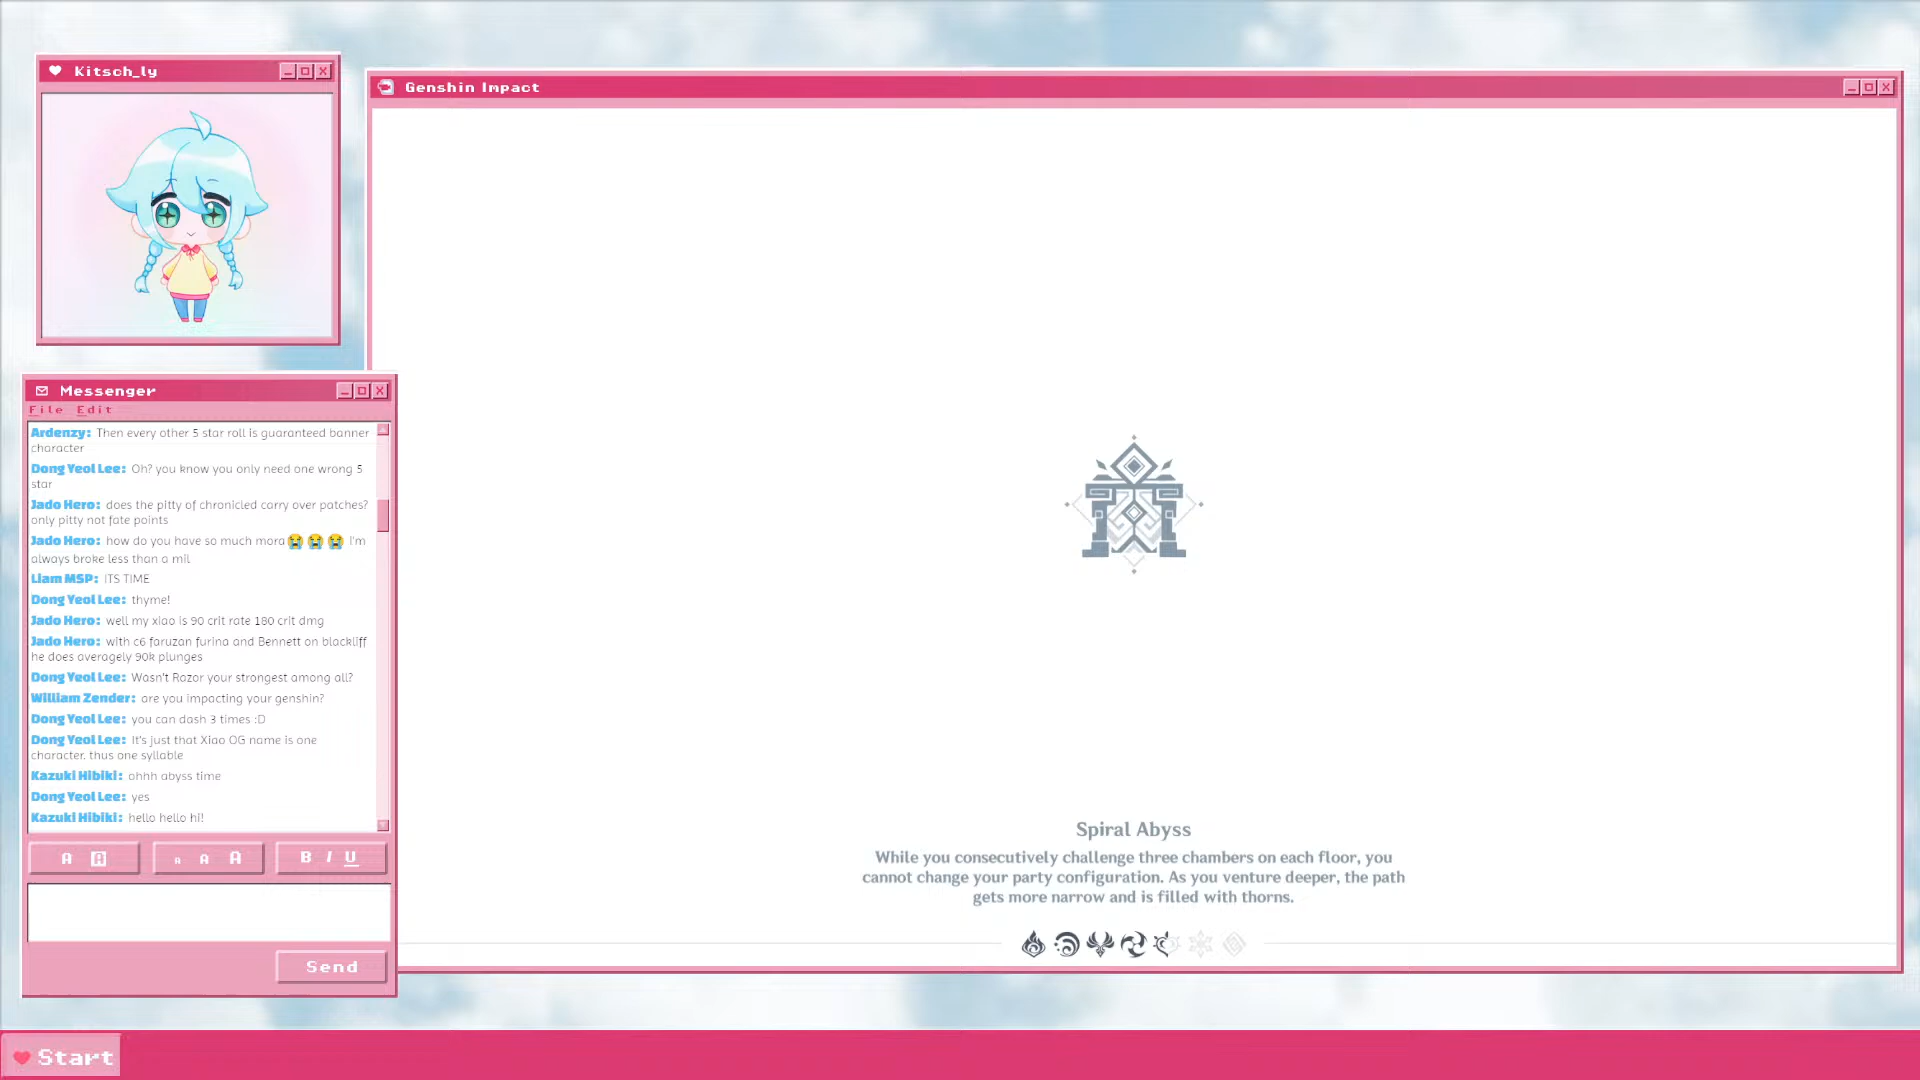 Kitsch_ly
Genshin Impact
Messenger
File Edit
Ardenzy: Then every other 5 star roll is guaranteed banner
character
Dong Yeol Lee: Oh? you know you only need one wrong 5
star
Jado Hero: does the pitty of chronicled carry over patches?
only pitty not fate points
Jado Hero: how do you have so much mora😭😭😭 I'm
always broke less than a mil
Liam MSP: ITS TIME
Dong Yeol Lee: thyme!
Jado Hero: well my xiao is 90 crit rate 180 crit dmg
Jado Hero: with c6 faruzan furina and Bennett on blackliff
he does averagely 90k plunges
Dong Yeol Lee: Wasn't Razor your strongest among all?
William Zender: are you impacting your genshin?
Dong Yeol Lee: you can dash 3 times :D
Dong Yeol Lee: It's just that Xiao OG name is one
character. thus one syllable
Kazuki Hibiki: ohhh abyss time
Dong Yeol Lee: yes
Kazuki Hibiki: hello hello hi!
A A A A A B I U
Send
Spiral Abyss
While you consecutively challenge three chambers on each floor, you
cannot change your party configuration. As you venture deeper, the path
gets more narrow and is filled with thorns.
Start